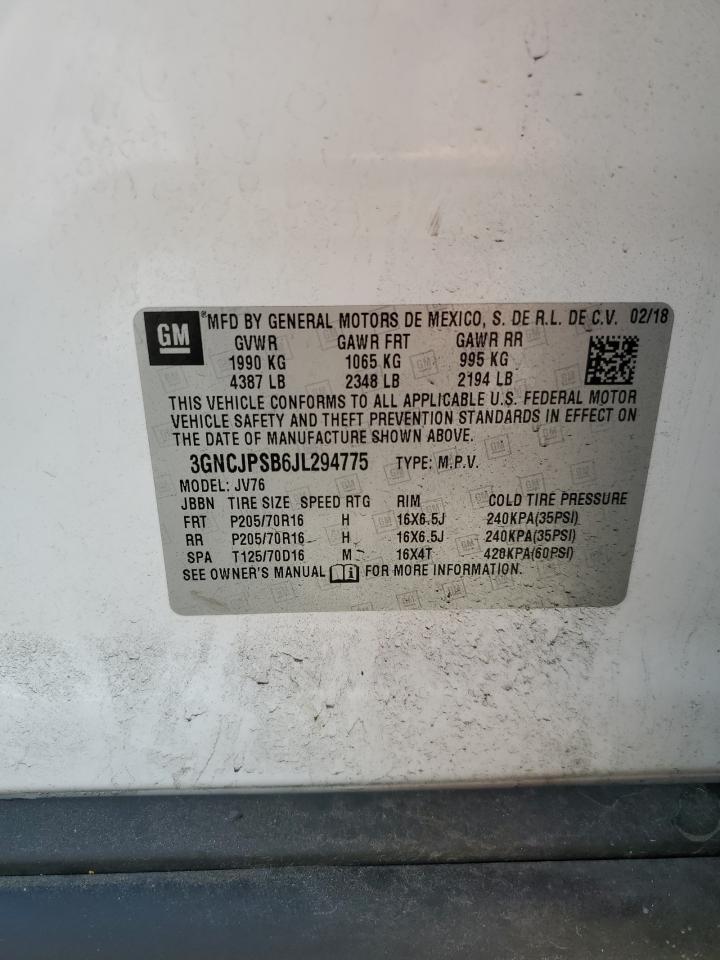 GM ®MFD BY GENERAL MOTORS DE MEXICO, S. DE R.L. DE C.V. 02/18
GVWR GAWR FRT GAWR RR
1990 KG 1065 KG 995 KG
4387 LB 2348 LB 2194 LB
THIS VEHICLE CONFORMS TO ALL APPLICABLE U.S. FEDERAL MOTOR
VEHICLE SAFETY AND THEFT PREVENTION STANDARDS IN EFFECT ON
THE DATE OF MANUFACTURE SHOWN ABOVE.
3GNCJPSB6JL294775 TYPE: M.P.V.
MODEL: JV76
JBBN TIRE SIZE SPEED RTG RIM COLD TIRE PRESSURE
FRT P205/70R16 H 16X6.5J 240KPA(35PSI)
RR P205/70R16 H 16X6.5J 240KPA(35PSI)
SPA T125/70D16 M 16X4T 420KPA(60PSI)
SEE OWNER'S MANUAL FOR MORE INFORMATION.